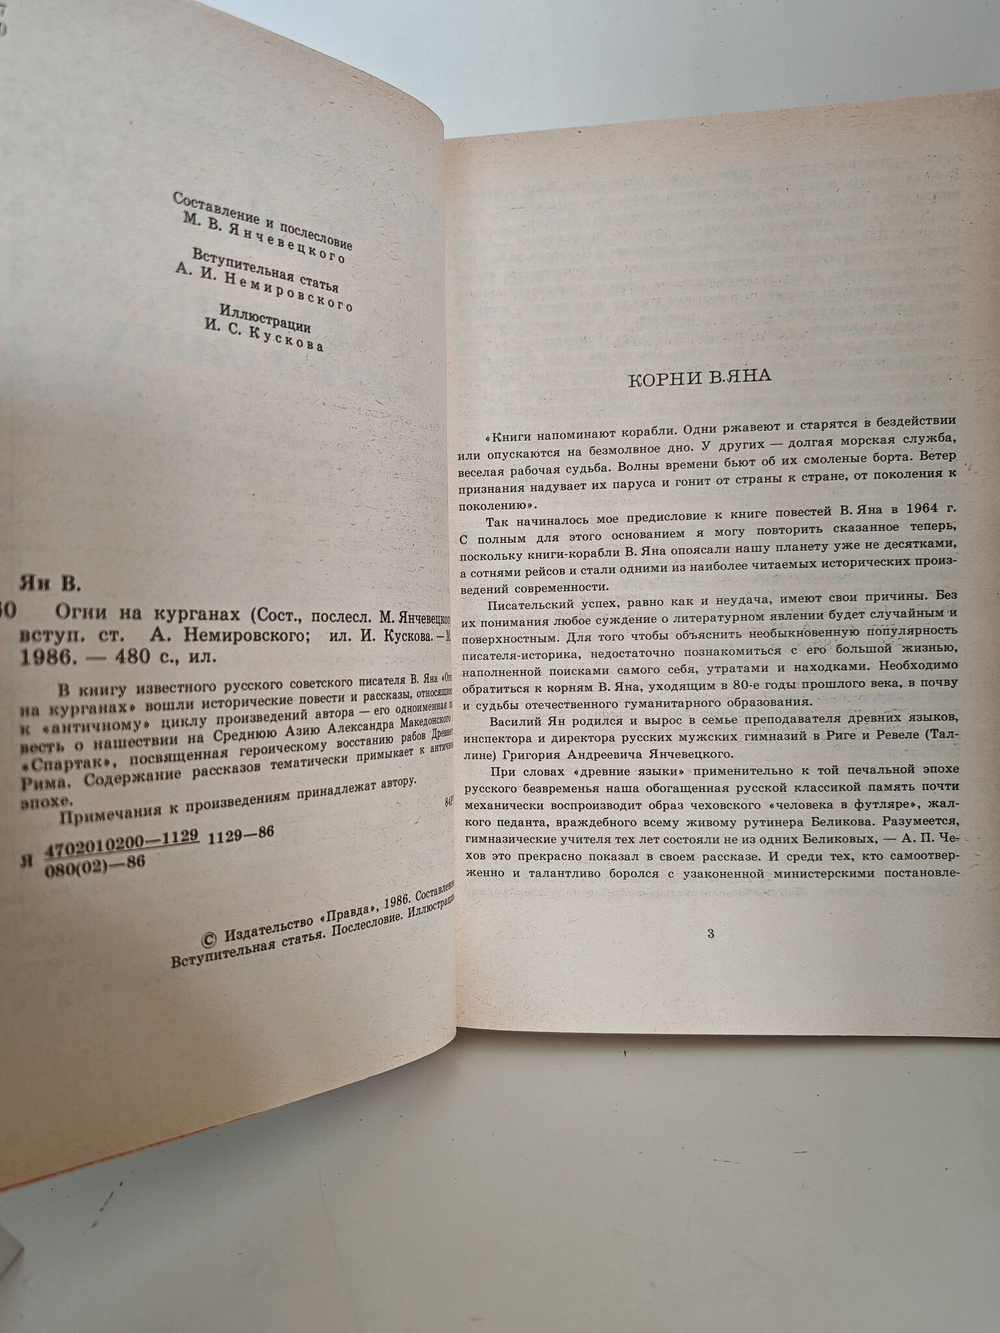 Составление и послесловие
М. В. Янчевецкого
Вступительная статья
А. И. Немировского
Иллюстрации
И. С. Кускова
Ян В.
Огни на курганах (Сост., послесл. М. Янчевецкого
вступ. ст. А. Немировского; ил. И. Кускова. — М
1986. — 480 с., ил.
В книгу известного русского советского писателя В. Яна «Ог
на курганах» вошли исторические повести и рассказы, относящие
к «античному» циклу произведений автора — его одноименная
весть о нашествии на Среднюю Азию Александра Македонского
«Спартак», посвященная героическому восстанию рабов Древне
Рима. Содержание рассказов тематически примыкает к антично
эпохе.
Примечания к произведениям принадлежат автору.
Я 4702010200—1129 1129—86
080(02)—86
© Издательство «Правда», 1986. Составление
Вступительная статья. Послесловие. Иллюстрации
КОРНИ В.ЯНА
«Книги напоминают корабли. Одни ржавеют и старятся в бездействии
или опускаются на безмолвное дно. У других — долгая морская служба,
веселая рабочая судьба. Волны времени бьют об их смоленые борта. Ветер
признания надувает их паруса и гонит от страны к стране, от поколения к
поколению».
Так начиналось мое предисловие к книге повестей В. Яна в 1964 г.
С полным для этого основанием я могу повторить сказанное теперь,
поскольку книги-корабли В. Яна опоясали нашу планету уже не десятками,
а сотнями рейсов и стали одними из наиболее читаемых исторических произ-
ведений современности.
Писательский успех, равно как и неудача, имеют свои причины. Без
их понимания любое суждение о литературном явлении будет случайным и
поверхностным. Для того чтобы объяснить необыкновенную популярность
писателя-историка, недостаточно познакомиться с его большой жизнью,
наполненной поисками самого себя, утратами и находками. Необходимо
обратиться к корням В. Яна, уходящим в 80-е годы прошлого века, в почву
и судьбы отечественного гуманитарного образования.
Василий Ян родился и вырос в семье преподавателя древних языков,
инспектора и директора русских мужских гимназий в Риге и Ревеле (Тал-
лине) Григория Андреевича Янчевецкого.
При словах «древние языки» применительно к той печальной эпохе
русского безвременья наша обогащенная русской классикой память почти
механически воспроизводит образ чеховского «человека в футляре», жал-
кого педанта, враждебного всему живому рутинера Беликова. Разумеется,
гимназические учителя тех лет состояли не из одних Беликовых, — А. П. Че-
хов это прекрасно показал в своем рассказе. И среди тех, кто самоотвер-
женно и талантливо боролся с узаконенной министерскими постановле-
3